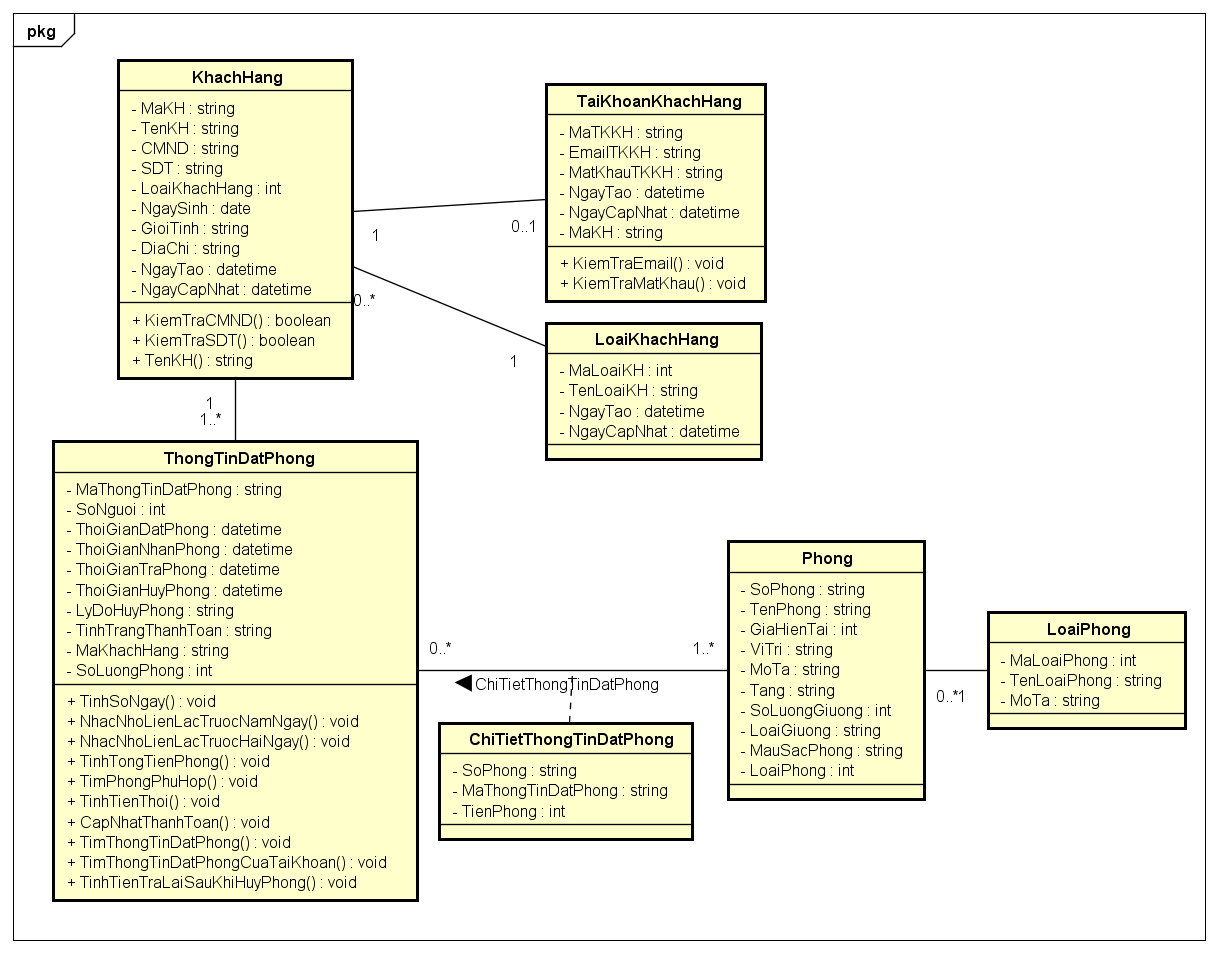 pkg
KhachHang
- MaKH : string
- TenKH : string
- CMND : string
- SDT : string
- LoaiKhachHang : int
- NgaySinh : date
- GioiTinh : string
- DiaChi : string
- NgayTao : datetime
- NgayCapNhat : datetime
+ KiemTraCMND() : boolean
+ KiemTraSDT() : boolean
+ TenKH() : string
TaiKhoanKhachHang
- MaTKKH : string
- EmailTKKH : string
- MatKhauTKKH : string
- NgayTao : datetime
- NgayCapNhat : datetime
- MaKH : string
+ KiemTraEmail() : void
+ KiemTraMatKhau() : void
1
0..1
0..*
1
LoaiKhachHang
- MaLoaiKH : int
- TenLoaiKH : string
- NgayTao : datetime
- NgayCapNhat : datetime
1
1..*
ThongTinDatPhong
- MaThongTinDatPhong : string
- SoNguoi : int
- ThoiGianDatPhong : datetime
- ThoiGianNhanPhong : datetime
- ThoiGianTraPhong : datetime
- ThoiGianHuyPhong : datetime
- LyDoHuyPhong : string
- TinhTrangThanhToan : string
- MaKhachHang : string
- SoLuongPhong : int
+ TinhSoNgay() : void
+ NhacNhoLienLacTruocNamNgay() : void
+ NhacNhoLienLacTruocHaiNgay() : void
+ TinhTongTienPhong() : void
+ TimPhongPhuHop() : void
+ TinhTienThoi() : void
+ CapNhatThanhToan() : void
+ TimThongTinDatPhong() : void
+ TimThongTinDatPhongCuaTaiKhoan() : void
+ TinhTienTraLaiSauKhiHuyPhong() : void
0..*
1..*
ChiTietThongTinDatPhong
ChiTietThongTinDatPhong
- SoPhong : string
- MaThongTinDatPhong : string
- TienPhong : int
Phong
- SoPhong : string
- TenPhong : string
- GiaHienTai : int
- ViTri : string
- MoTa : string
- Tang : string
- SoLuongGiuong : int
- LoaiGiuong : string
- MauSacPhong : string
- LoaiPhong : int
0..*1
LoaiPhong
- MaLoaiPhong : int
- TenLoaiPhong : string
- MoTa : string